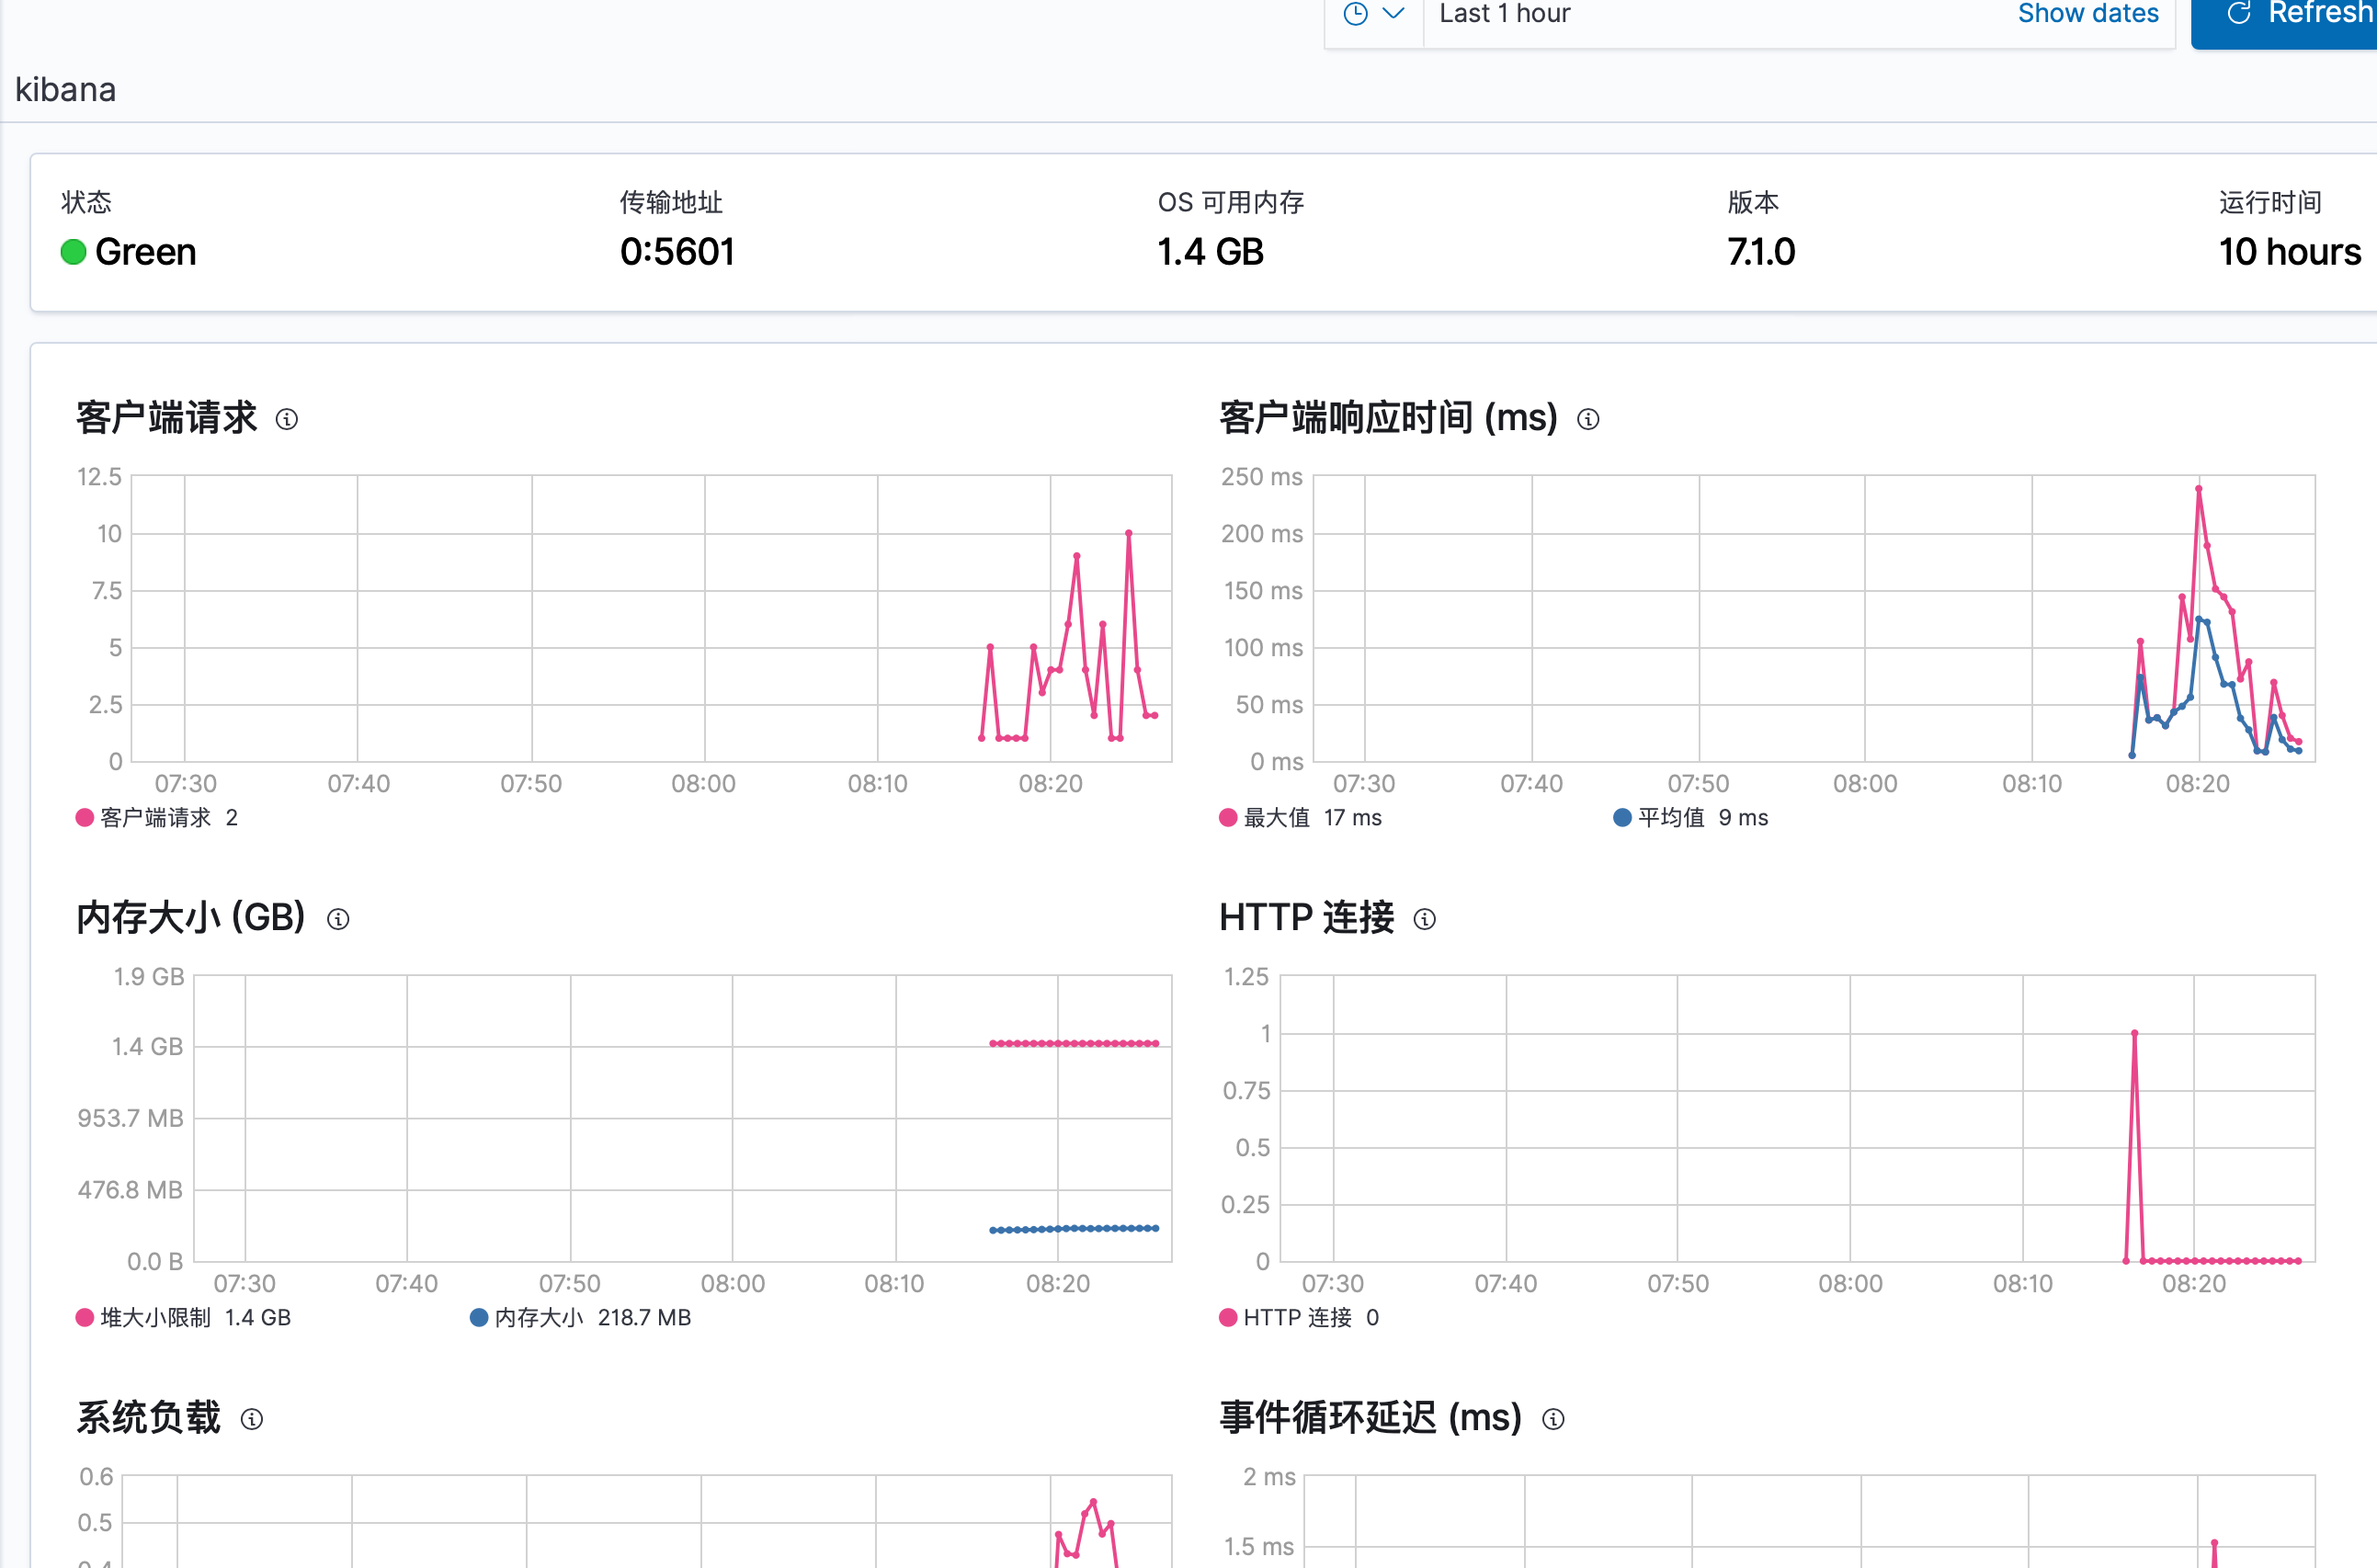 Last 1 hour Show dates Refresh
kibana
状态 传输地址 OS 可用内存 版本 运行时间
Green 0:5601 1.4 GB 7.1.0 10 hours
客户端请求
12.5
10
7.5
5
2.5
0
07:30 07:40 07:50 08:00 08:10 08:20
客户端请求 2
客户端响应时间 (ms)
250 ms
200 ms
150 ms
100 ms
50 ms
0 ms
07:30 07:40 07:50 08:00 08:10 08:20
最大值 17 ms 平均值 9 ms
内存大小 (GB)
1.9 GB
1.4 GB
953.7 MB
476.8 MB
0.0 B
07:30 07:40 07:50 08:00 08:10 08:20
堆大小限制 1.4 GB 内存大小 218.7 MB
HTTP 连接
1.25
1
0.75
0.5
0.25
0
07:30 07:40 07:50 08:00 08:10 08:20
HTTP 连接 0
系统负载
0.6
0.5
0.4
事件循环延迟 (ms)
2 ms
1.5 ms